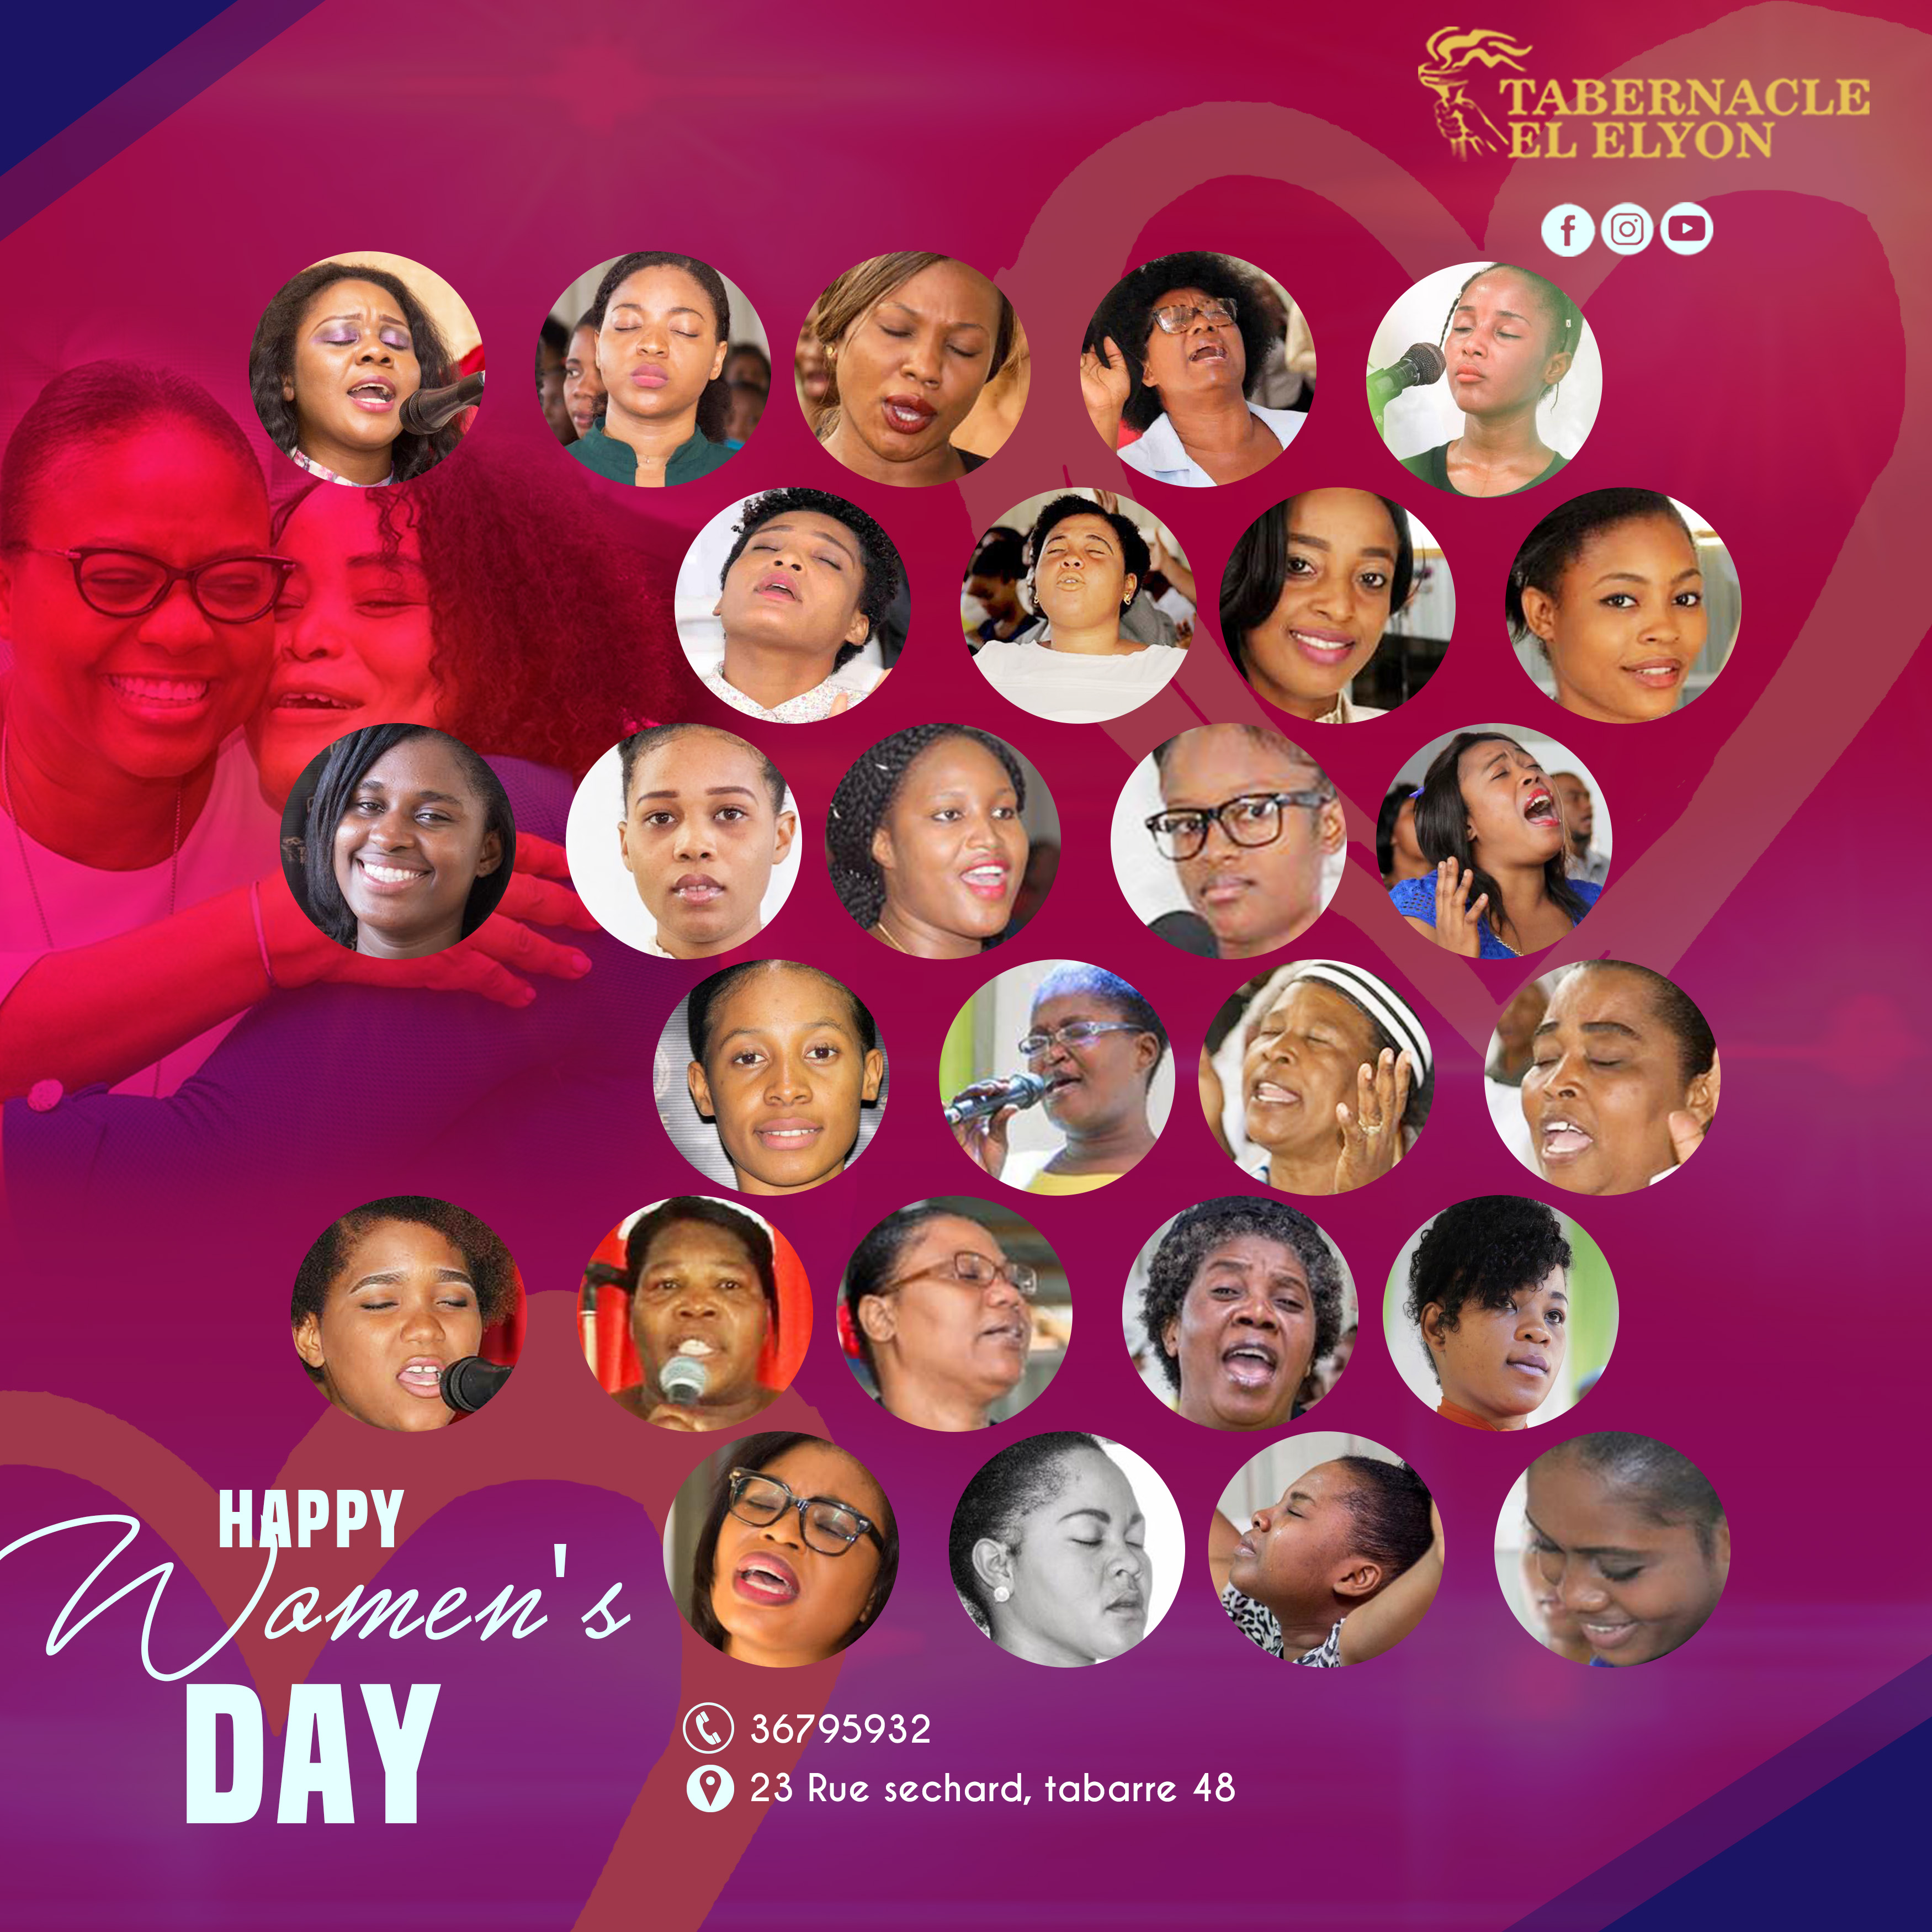 TABERNACLE
EL ELYON
HAPPY
Women's
DAY
36795932
23 Rue sechard, tabarre 48